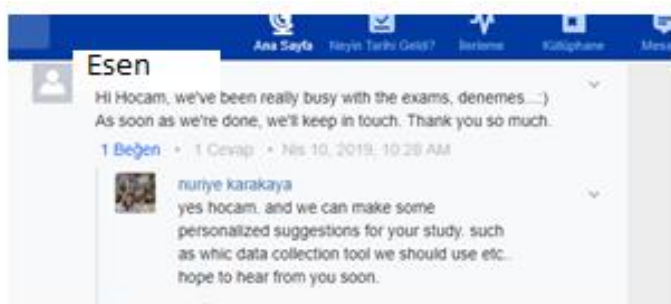 Ana Sayfa Neyin Tarihi Geldi? İlerleme Kütüphane
Esen
Hi Hocam, we've been really busy with the exams, denemes...:)
As soon as we're done, we'll keep in touch. Thank you so much.
1 Beğen • 1 Cevap • Nis 10, 2019, 10:28 AM
nuriye karakaya
yes hocam. and we can make some
personalized suggestions for your study. such
as whic data collection tool we should use etc..
hope to hear from you soon.